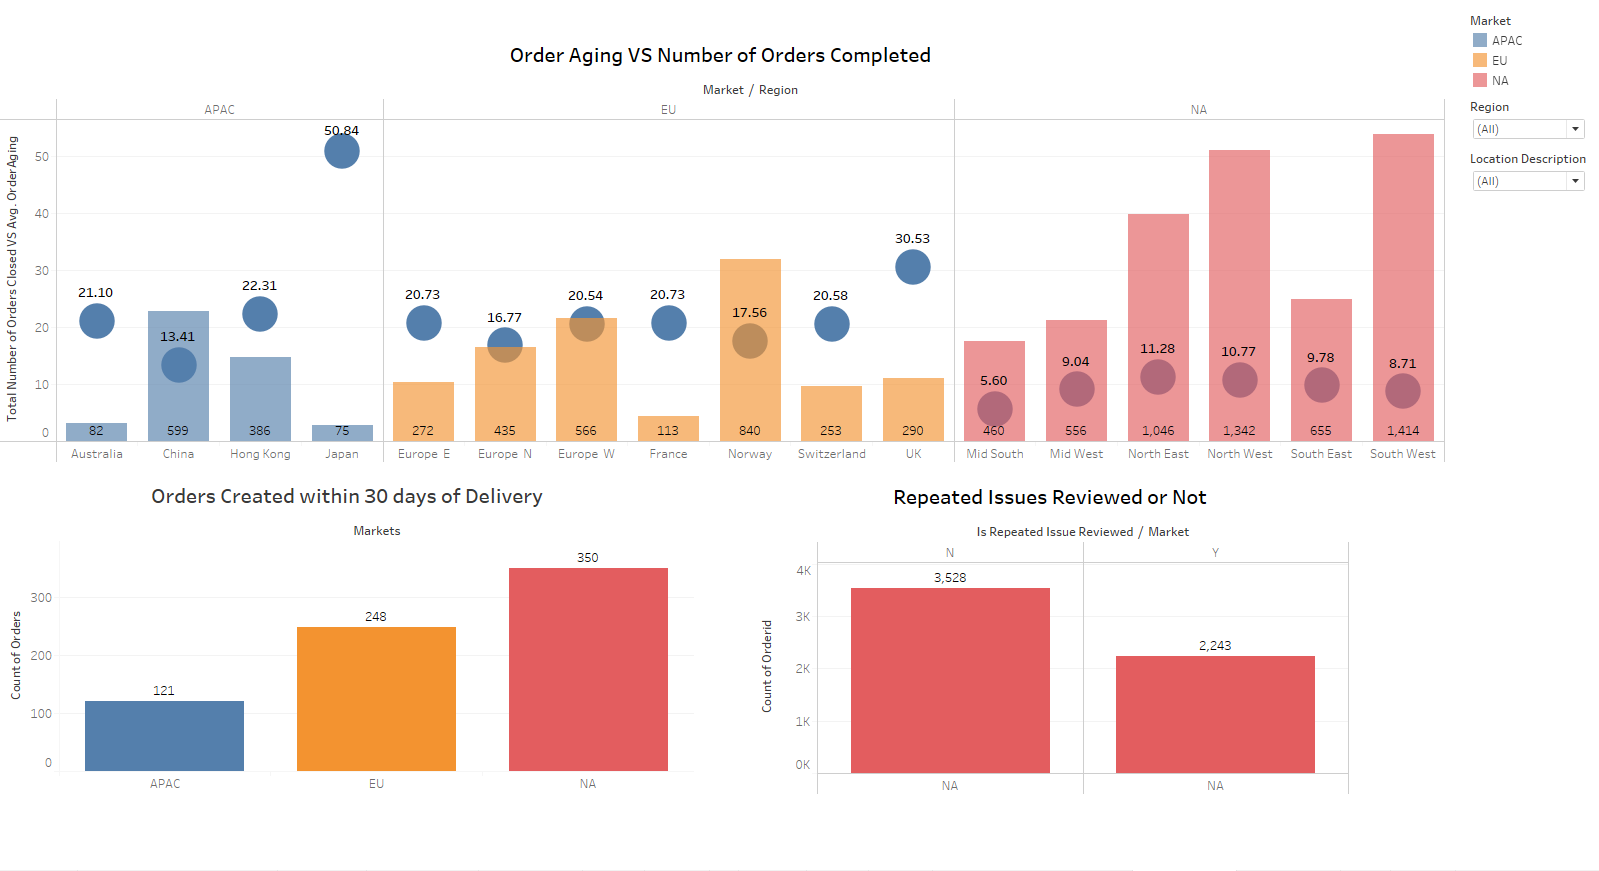 Order Aging VS Number of Orders Completed
Market / Region
APAC EU NA
Total Number of Orders Closed VS Avg. OrderAging
50
40
30
20
10
0
50.84
21.10
22.31
13.41
20.73
16.77
20.54
20.73
17.56
20.58
30.53
5.60
9.04
11.28
10.77
9.78
8.71
82 599 386 75 272 435 566 113 840 253 290 460 556 1,046 1,342 655 1,414
Australia China Hong Kong Japan Europe E Europe N Europe W France Norway Switzerland UK Mid South Mid West North East North West South East South West
Market
APAC
EU
NA
Region
(All)
Location Description
(All)
Orders Created within 30 days of Delivery
Markets
Count of Orders
300
200
100
0
121
248
350
APAC EU NA
Repeated Issues Reviewed or Not
Is Repeated Issue Reviewed / Market
N Y
Count of Orderid
4K
3K
2K
1K
0K
3,528
2,243
NA NA